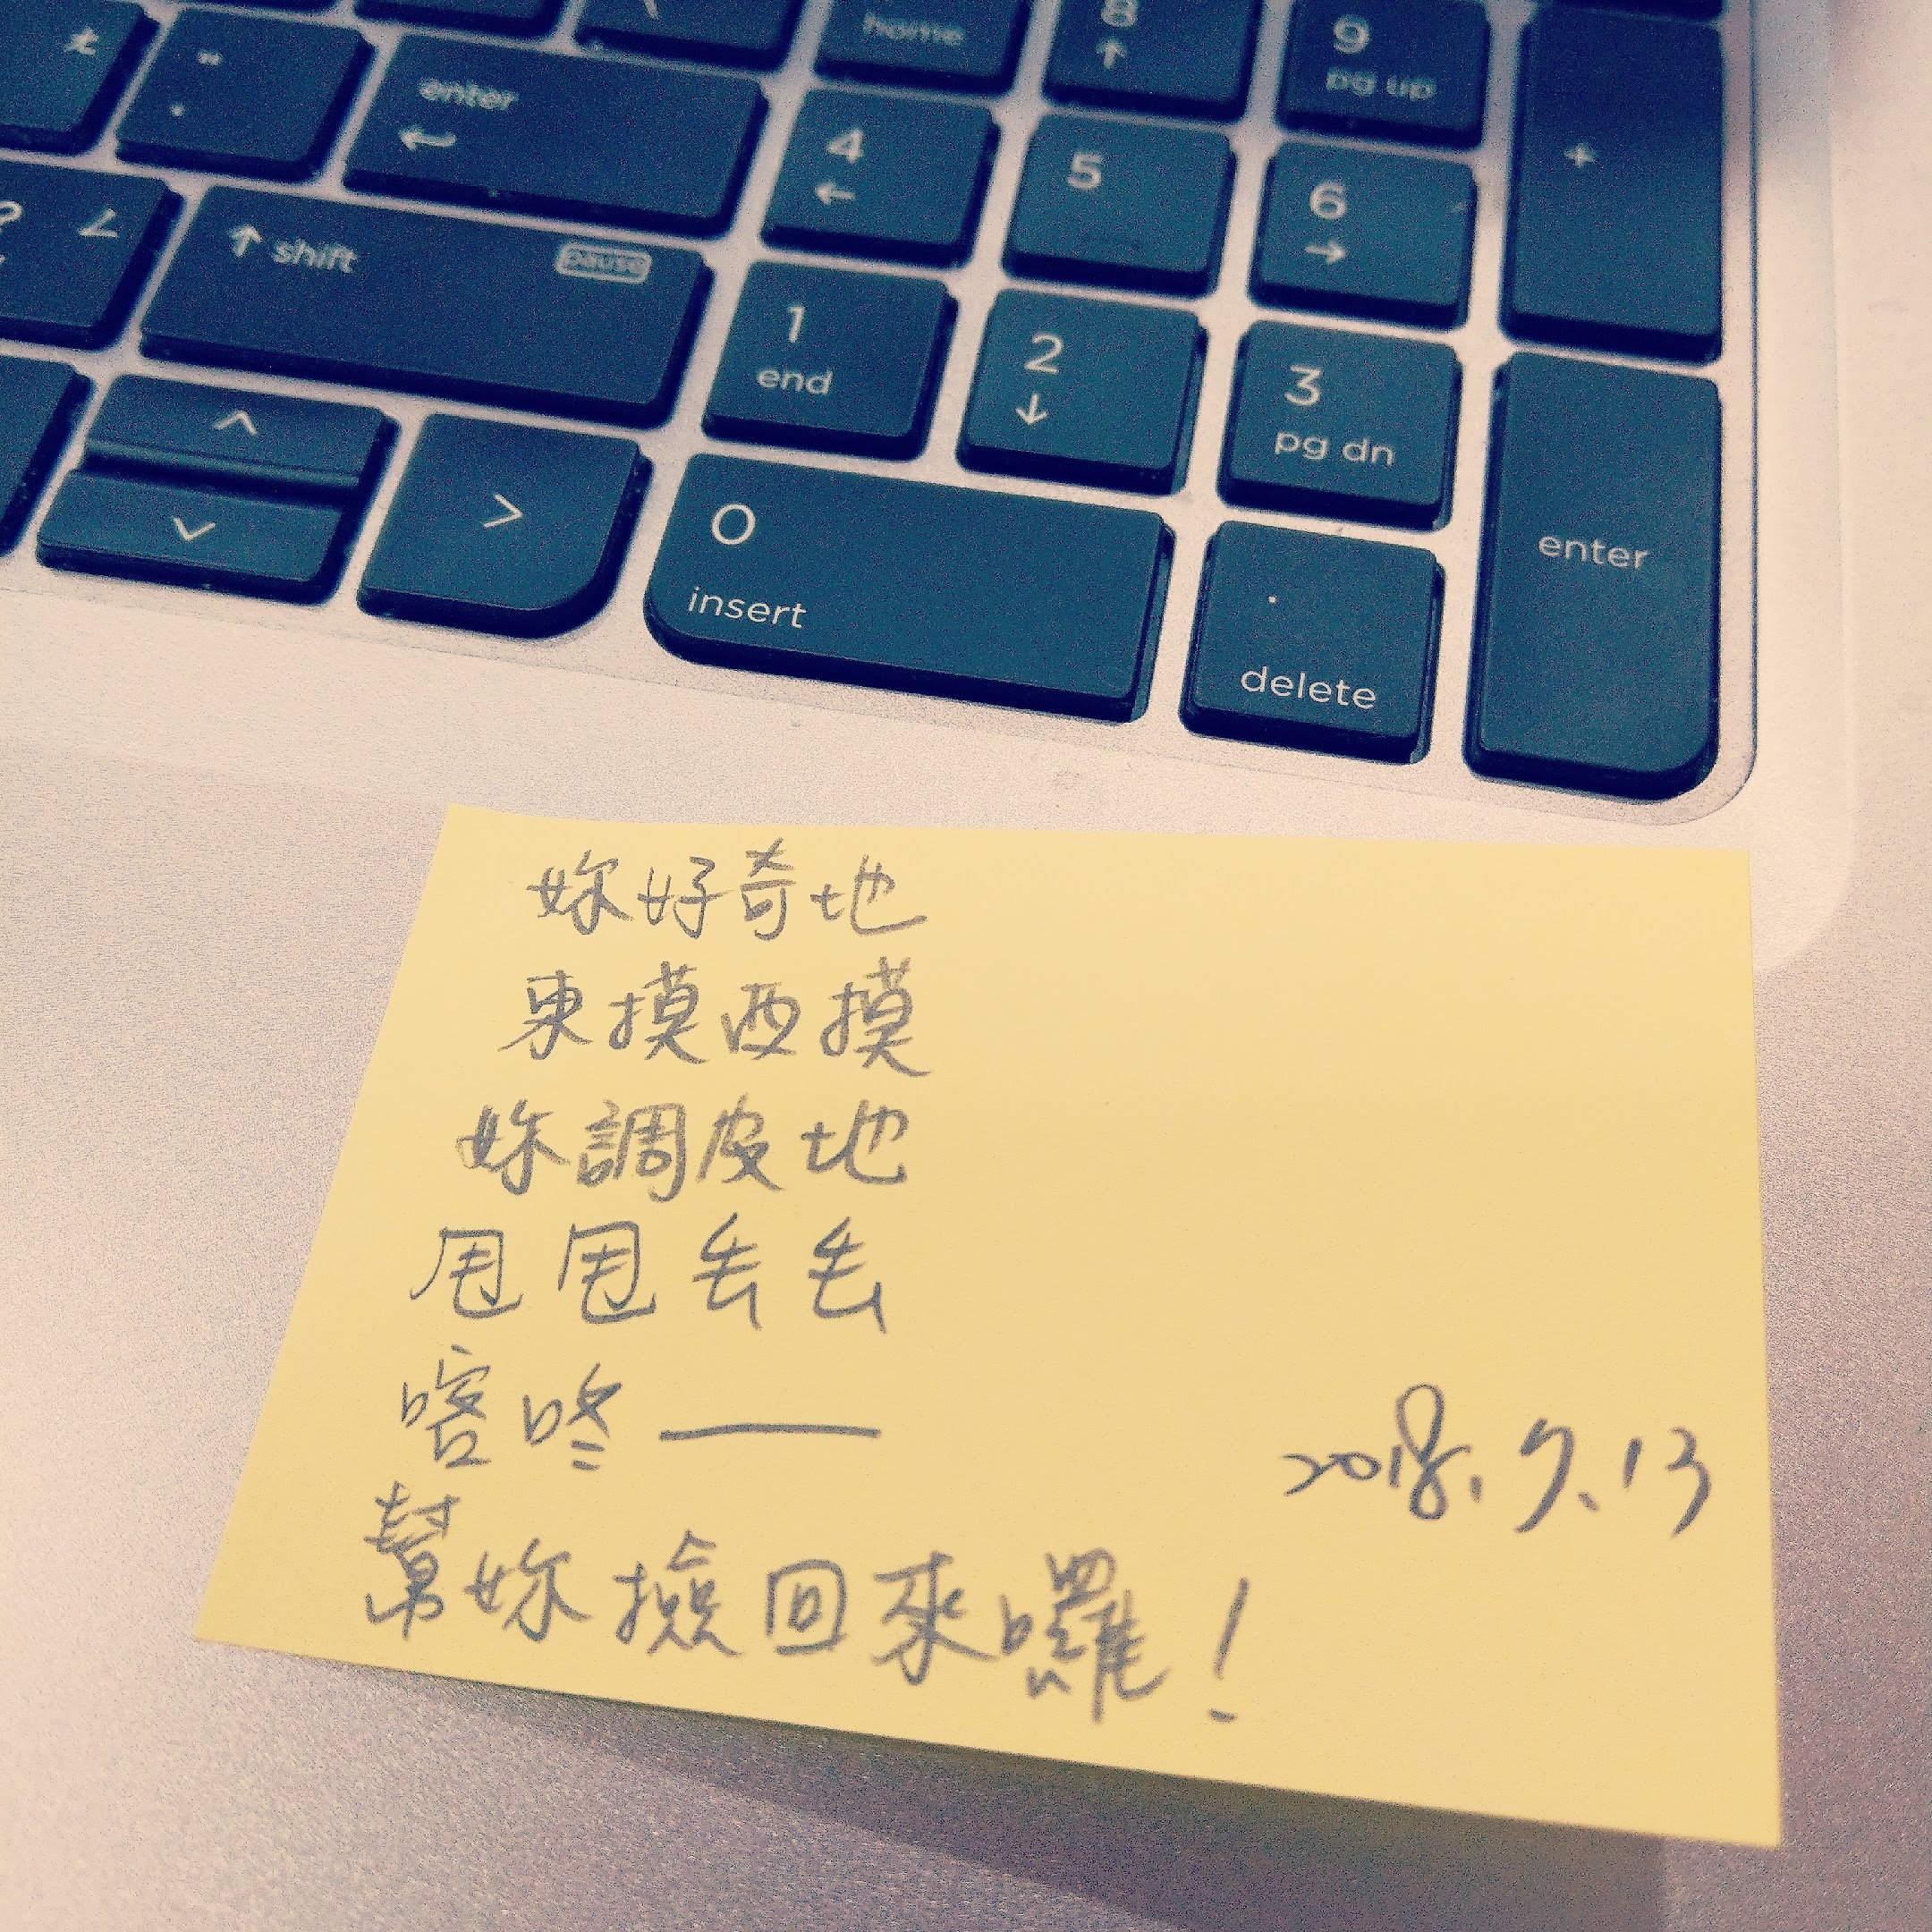 ㄤ " '
enter
home
8
9 pg up
+
4
5
6
? ㄥ
shift pause
1 end
2
3 pg dn
enter
0 insert
. delete
妳好奇地
東摸西摸
妳調皮地
甩甩丟丟
喀咚——
2018.9.13
幫妳撿回來囉!